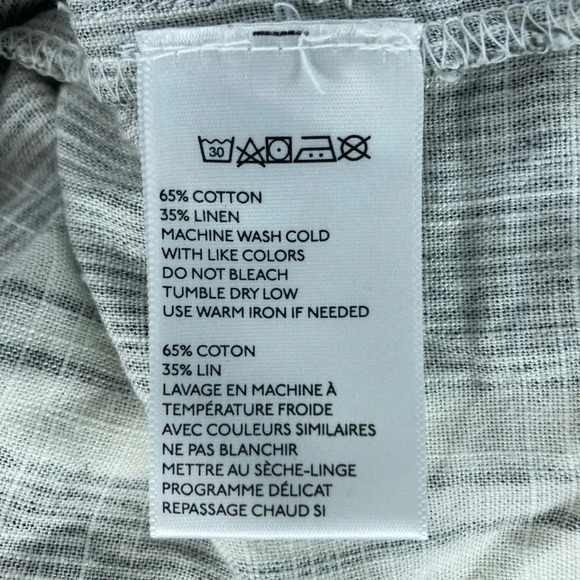 30
65% COTTON
35% LINEN
MACHINE WASH COLD
WITH LIKE COLORS
DO NOT BLEACH
TUMBLE DRY LOW
USE WARM IRON IF NEEDED
65% COTON
35% LIN
LAVAGE EN MACHINE À
TEMPÉRATURE FROIDE
AVEC COULEURS SIMILAIRES
NE PAS BLANCHIR
METTRE AU SÈCHE-LINGE
PROGRAMME DÉLICAT
REPASSAGE CHAUD SI